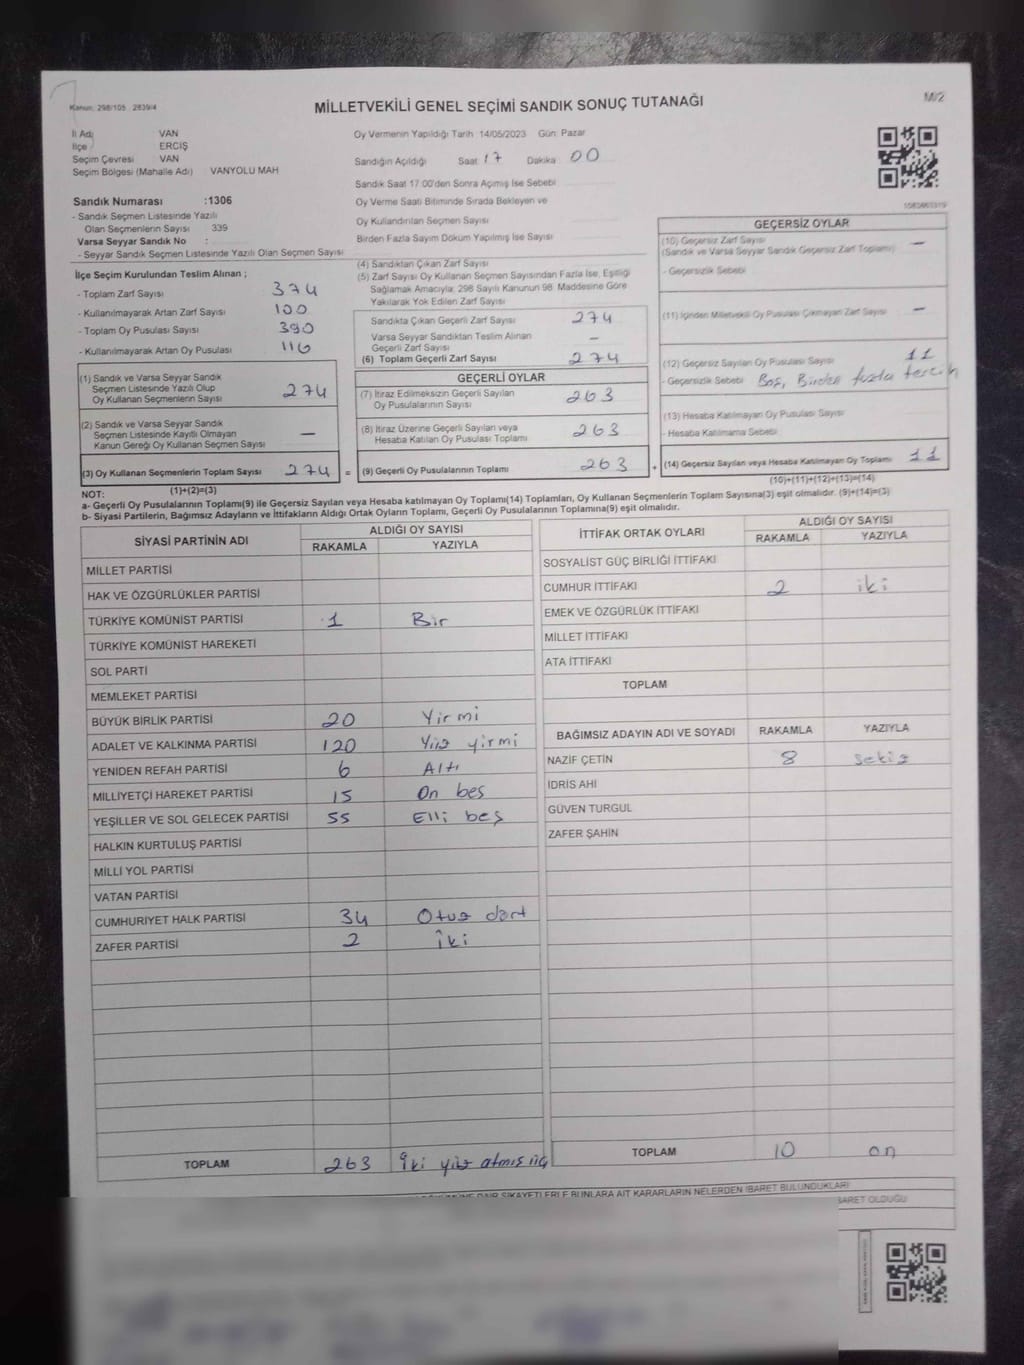 Kanun: 298/105 2839/4
MİLLETVEKİLİ GENEL SEÇİMİ SANDIK SONUÇ TUTANAĞI
M/2
İl Adı VAN
İlçe ERCİŞ
Seçim Çevresi VAN
Seçim Bölgesi (Mahalle Adı) VANYOLU MAH
Oy Vermenin Yapıldığı Tarih :14/05/2023 Gün: Pazar
Sandığın Açıldığı Saat 17 Dakika 00
Sandık Saat 17:00'den Sonra Açımış İse Sebebi
Oy Verme Saati Bitiminde Sırada Bekleyen ve
Oy Kullandırılan Seçmen Sayısı
Birden Fazla Sayım Döküm Yapılmış İse Sayısı
Sandık Numarası :1306
- Sandık Seçmen Listesinde Yazılı
Olan Seçmenlerin Sayısı 339
Varsa Seyyar Sandık No :
- Seyyar Sandık Seçmen Listesinde Yazılı Olan Seçmen Sayısı
İlçe Seçim Kurulundan Teslim Alınan ;
- Toplam Zarf Sayısı 374
- Kullanılmayarak Artan Zarf Sayısı 100
- Toplam Oy Pusulası Sayısı 390
- Kullanılmayarak Artan Oy Pusulası 116
(1) Sandık ve Varsa Seyyar Sandık
Seçmen Listesinde Yazılı Olup
Oy Kullanan Seçmenlerin Sayısı 274
(2) Sandık ve Varsa Seyyar Sandık
Seçmen Listesinde Kayıtlı Olmayan
Kanun Gereği Oy Kullanan Seçmen Sayısı —
(3) Oy Kullanan Seçmenlerin Toplam Sayısı 274 =
(1)+(2)=(3)
(4) Sandıktan Çıkan Zarf Sayısı
(5) Zarf Sayısı Oy Kullanan Seçmen Sayısından Fazla İse, Eşitliği
Sağlamak Amacıyla; 298 Sayılı Kanunun 98. Maddesine Göre
Yakılarak Yok Edilen Zarf Sayısı
Sandıkta Çıkan Geçerli Zarf Sayısı 274
Varsa Seyyar Sandıktan Teslim Alınan
Geçerli Zarf Sayısı —
(6) Toplam Geçerli Zarf Sayısı 274
GEÇERLİ OYLAR
(7) İtiraz Edilmeksizin Geçerli Sayılan
Oy Pusulalarının Sayısı 263
(8) İtiraz Üzerine Geçerli Sayılan veya
Hesaba Katılan Oy Pusulası Toplamı 263
(9) Geçerli Oy Pusulalarının Toplamı 263 +
GEÇERSİZ OYLAR
(10) Geçersiz Zarf Sayısı —
(Sandık ve Varsa Seyyar Sandık Geçersiz Zarf Toplamı)
- Geçersizlik Sebebi
(11) İçinden Milletvekili Oy Pusulası Çıkmayan Zarf Sayısı —
(12) Geçersiz Sayılan Oy Pusulası Sayısı 11
- Geçersizlik Sebebi Boş, Birden fazla tercih
(13) Hesaba Katılmayan Oy Pusula Sayısı
- Hesaba Katılmama Sebebi
(14) Geçersiz Sayılan veya Hesaba Katılmayan Oy Toplamı 11
(10)+(11)+(12)+(13)=(14)
NOT:
a- Geçerli Oy Pusulalarının Toplamı(9) ile Geçersiz Sayılan veya Hesaba katılmayan Oy Toplamı(14) Toplamları, Oy Kullanan Seçmenlerin Toplam Sayısına(3) eşit olmalıdır. (9)+(14)=(3)
b- Siyasi Partilerin, Bağımsız Adayların ve İttifakların Aldığı Ortak Oyların Toplamı, Geçerli Oy Pusulalarının Toplamına(9) eşit olmalıdır.
SİYASİ PARTİNİN ADI ALDIĞI OY SAYISI
RAKAMLA YAZIYLA
MİLLET PARTİSİ
HAK VE ÖZGÜRLÜKLER PARTİSİ
TÜRKİYE KOMÜNİST PARTİSİ 1 Bir
TÜRKİYE KOMÜNİST HAREKETİ
SOL PARTİ
MEMLEKET PARTİSİ
BÜYÜK BİRLİK PARTİSİ 20 Yirmi
ADALET VE KALKINMA PARTİSİ 120 Yüz yirmi
YENİDEN REFAH PARTİSİ 6 Altı
MİLLİYETÇİ HAREKET PARTİSİ 15 On beş
YEŞİLLER VE SOL GELECEK PARTİSİ 55 Elli beş
HALKIN KURTULUŞ PARTİSİ
MİLLİ YOL PARTİSİ
VATAN PARTİSİ
CUMHURİYET HALK PARTİSİ 34 Otuz dört
ZAFER PARTİSİ 2 İki
TOPLAM 263 İki yüz atmış üç
İTTİFAK ORTAK OYLARI ALDIĞI OY SAYISI
RAKAMLA YAZIYLA
SOSYALİST GÜÇ BİRLİĞİ İTTİFAKI
CUMHUR İTTİFAKI 2 iki
EMEK VE ÖZGÜRLÜK İTTİFAKI
MİLLET İTTİFAKI
ATA İTTİFAKI
TOPLAM
BAĞIMSIZ ADAYIN ADI VE SOYADI RAKAMLA YAZIYLA
NAZİF ÇETİN 8 sekiz
İDRİS AHİ
GÜVEN TURGUL
ZAFER ŞAHİN
TOPLAM 10 on
ŞİKAYETLERLE BUNLARA AİT KARARLARIN NELERDEN İBARET BULUNDUKLARI
İBARET OLDUĞU